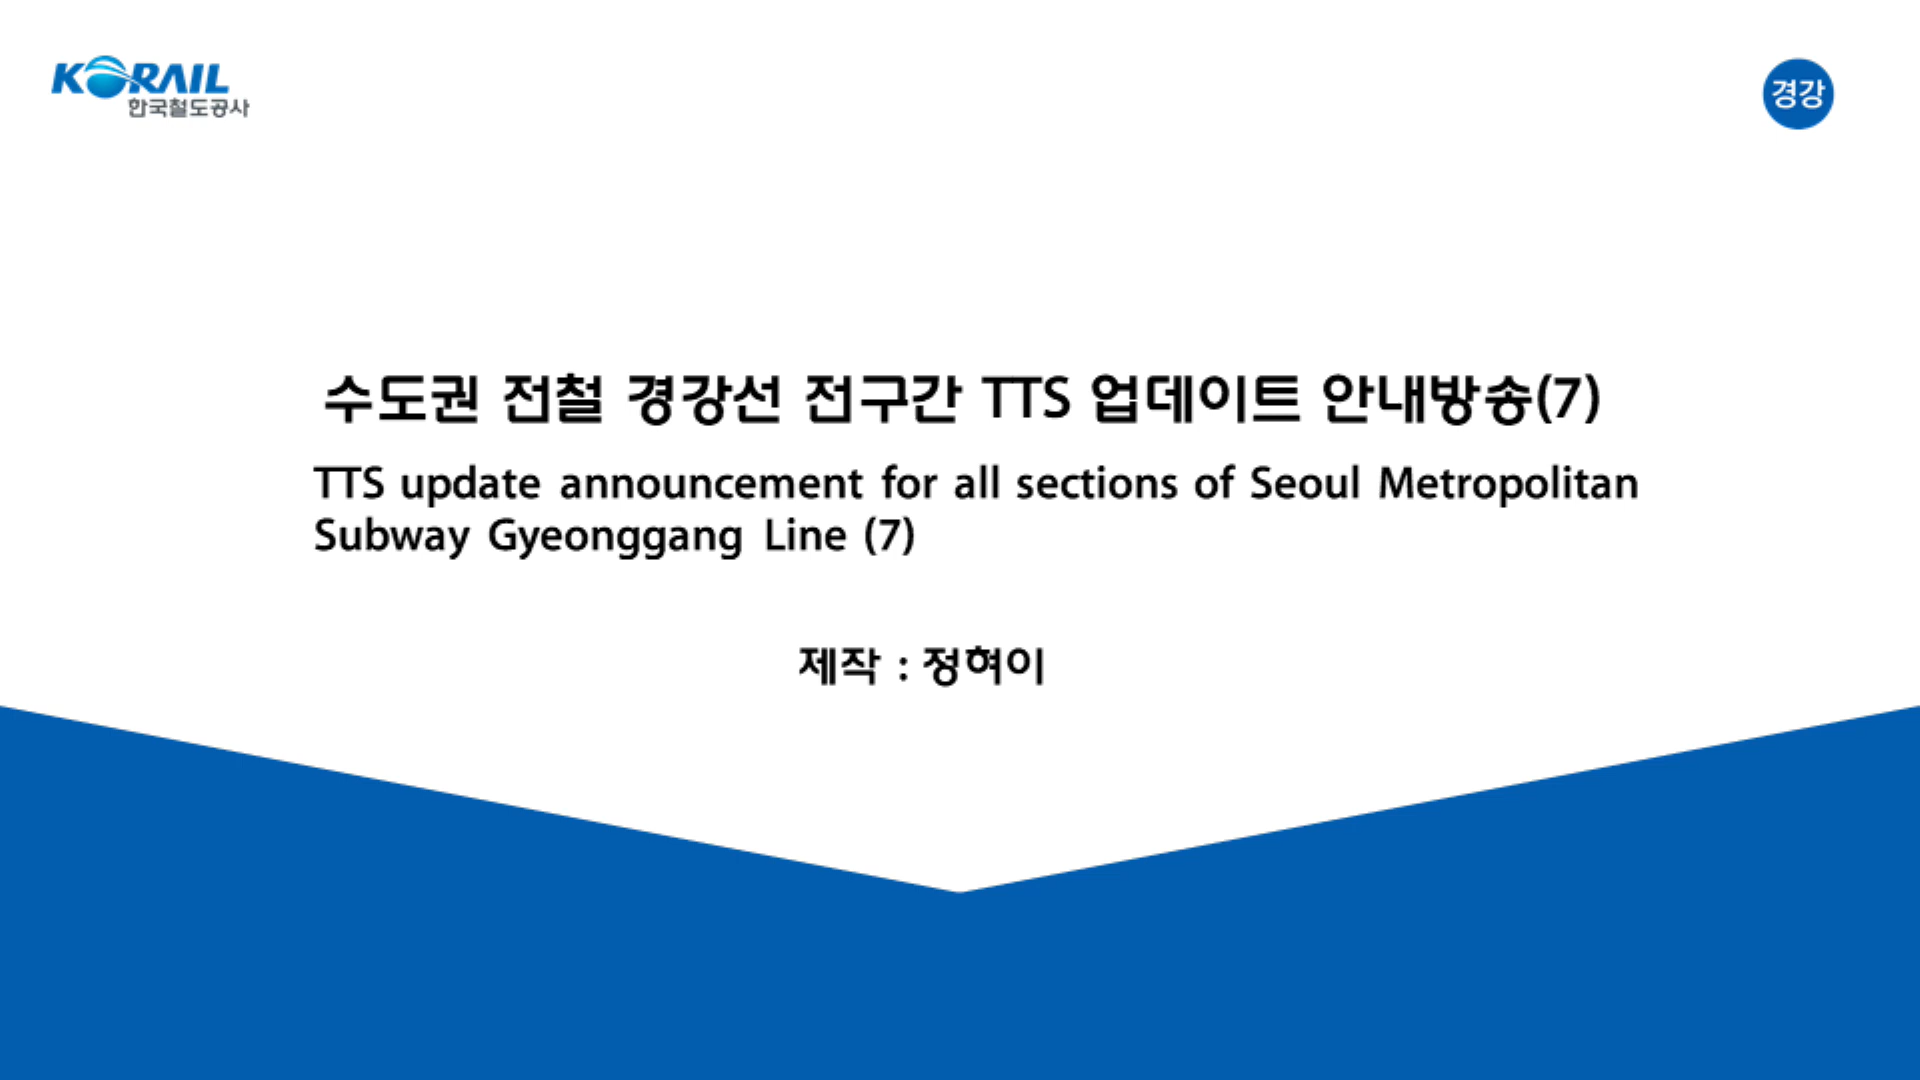 KORAIL
한국철도공사
경강
수도권 전철 경강선 전구간 TTS 업데이트 안내방송(7)
TTS update announcement for all sections of Seoul Metropolitan
Subway Gyeonggang Line (7)
제작 : 정혁이